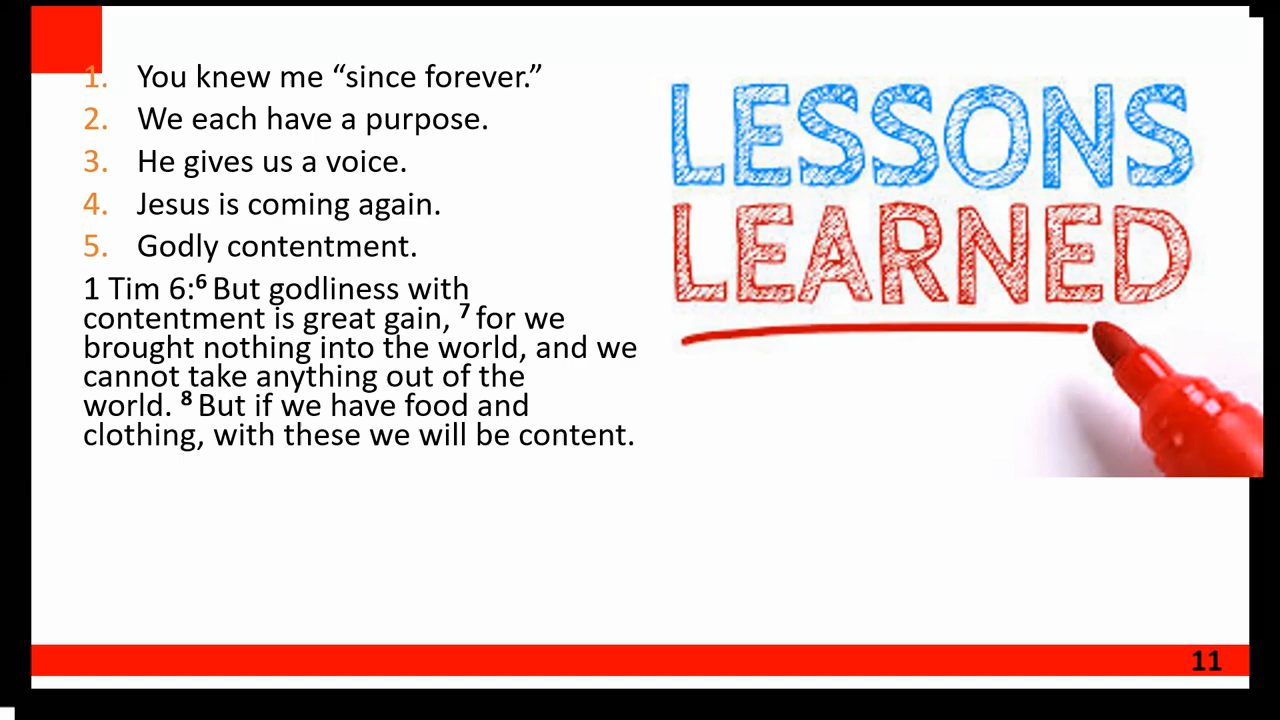 1. You knew me “since forever.”
2. We each have a purpose.
3. He gives us a voice.
4. Jesus is coming again.
5. Godly contentment.
1 Tim 6:⁶ But godliness with
contentment is great gain, ⁷ for we
brought nothing into the world, and we
cannot take anything out of the
world. ⁸ But if we have food and
clothing, with these we will be content.
LESSONS
LEARNED
11